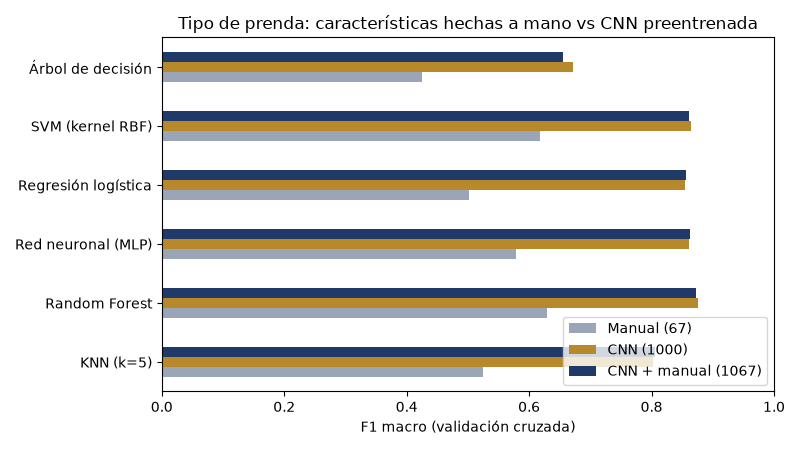 Tipo de prenda: características hechas a mano vs CNN preentrenada
Árbol de decisión
SVM (kernel RBF)
Regresión logística
Red neuronal (MLP)
Random Forest
KNN (k=5)
Manual (67)
CNN (1000)
CNN + manual (1067)
0.0 0.2 0.4 0.6 0.8 1.0
F1 macro (validación cruzada)